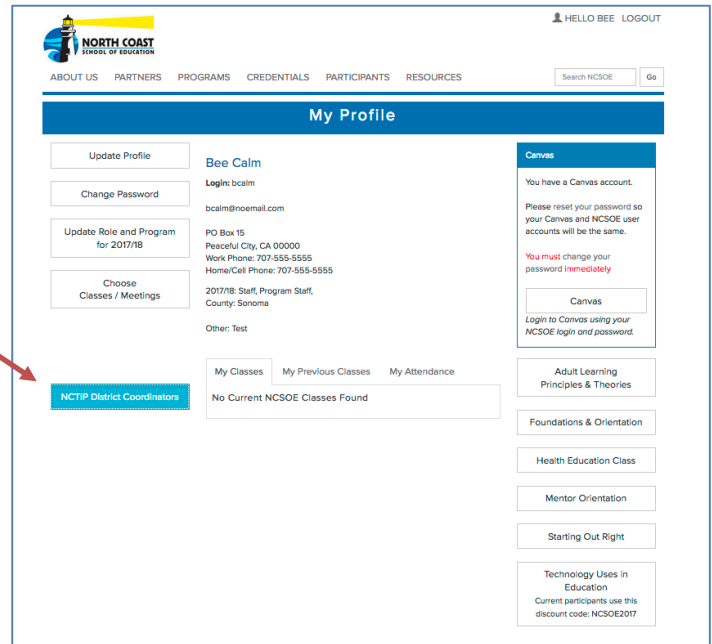 HELLO BEE LOGOUT
NORTH COAST
SCHOOL OF EDUCATION
ABOUT US PARTNERS PROGRAMS CREDENTIALS PARTICIPANTS RESOURCES
Search NCSOE Go
My Profile
Update Profile
Change Password
Update Role and Program
for 2017/18
Choose
Classes / Meetings
NCTIP District Coordinators
Bee Calm
Login: bcalm
bcalm@noemail.com
PO Box 15
Peaceful City, CA 00000
Work Phone: 707-555-5555
Home/Cell Phone: 707-555-5555
2017/18: Staff, Program Staff,
County: Sonoma
Other: Test
My Classes My Previous Classes My Attendance
No Current NCSOE Classes Found
Canvas
You have a Canvas account.
Please reset your password so
your Canvas and NCSOE user
accounts will be the same.
You must change your
password immediately.
Canvas
Login to Canvas using your
NCSOE login and password.
Adult Learning
Principles & Theories
Foundations & Orientation
Health Education Class
Mentor Orientation
Starting Out Right
Technology Uses in
Education
Current participants use this
discount code: NCSOE2017